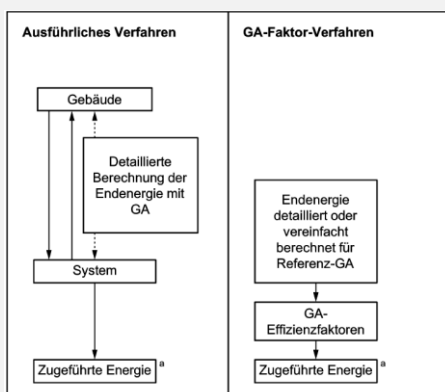 Ausführliches Verfahren
Gebäude
Detaillierte
Berechnung der
Endenergie mit
GA
System
Zugeführte Energie a
GA-Faktor-Verfahren
Endenergie
detailliert oder
vereinfacht
berechnet für
Referenz-GA
GA-
Effizienzfaktoren
Zugeführte Energie a